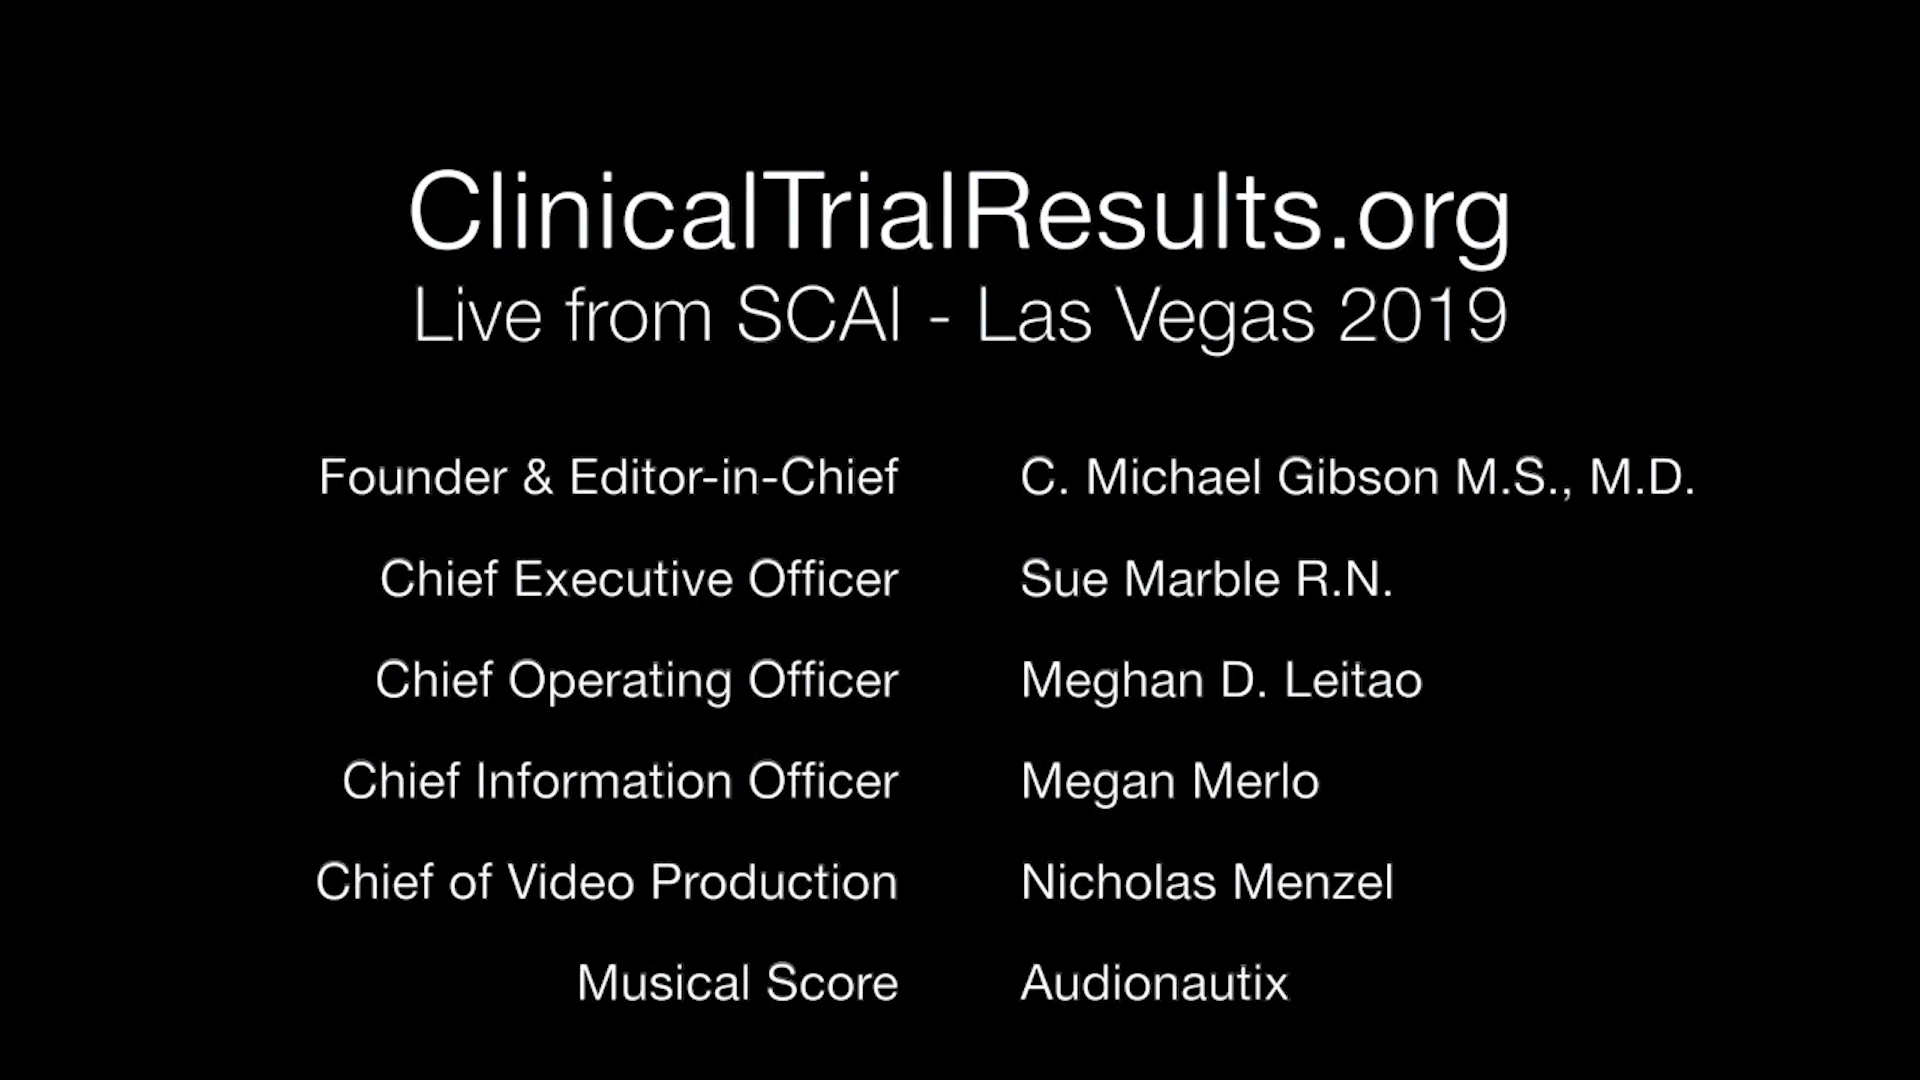 ClinicalTrialResults.org
Live from SCAI - Las Vegas 2019
Founder & Editor-in-Chief C. Michael Gibson M.S., M.D.
Chief Executive Officer Sue Marble R.N.
Chief Operating Officer Meghan D. Leitao
Chief Information Officer Megan Merlo
Chief of Video Production Nicholas Menzel
Musical Score Audionautix